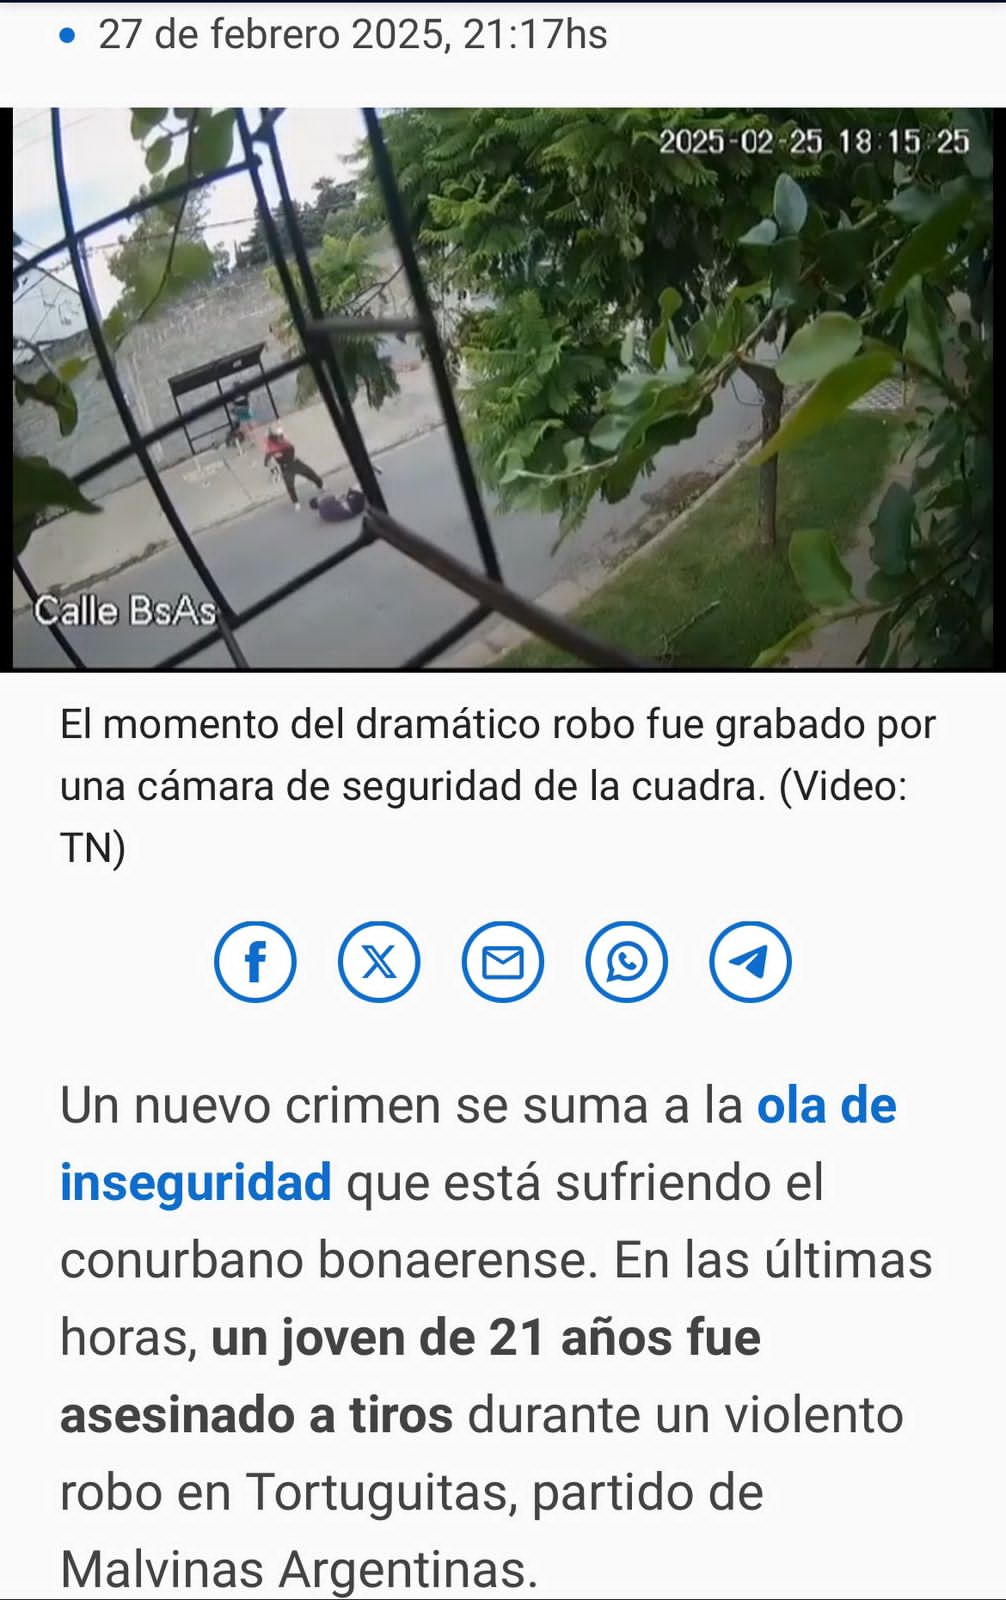 27 de febrero 2025, 21:17hs
2025-02-25 18:15:25
Calle BsAs
El momento del dramático robo fue grabado por
una cámara de seguridad de la cuadra. (Video:
TN)
Un nuevo crimen se suma a la ola de
inseguridad que está sufriendo el
conurbano bonaerense. En las últimas
horas, un joven de 21 años fue
asesinado a tiros durante un violento
robo en Tortuguitas, partido de
Malvinas Argentinas.